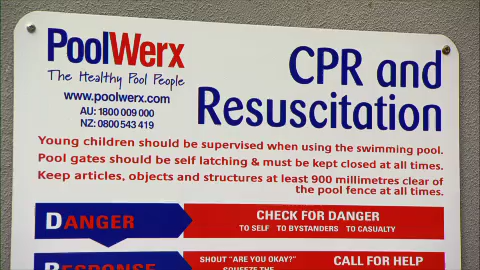 PoolWerx
The Healthy Pool People
www.poolwerx.com
AU: 1800 009 000
NZ: 0800 543 419
CPR and
Resuscitation
Young children should be supervised when using the swimming pool.
Pool gates should be self latching & must be kept closed at all times.
Keep articles, objects and structures at least 900 millimetres clear of
the pool fence at all times.
DANGER
CHECK FOR DANGER
TO SELF TO BYSTANDERS TO CASUALTY
RESPONSE
SHOUT "ARE YOU OKAY?"
SQUEEZE THE
CALL FOR HELP